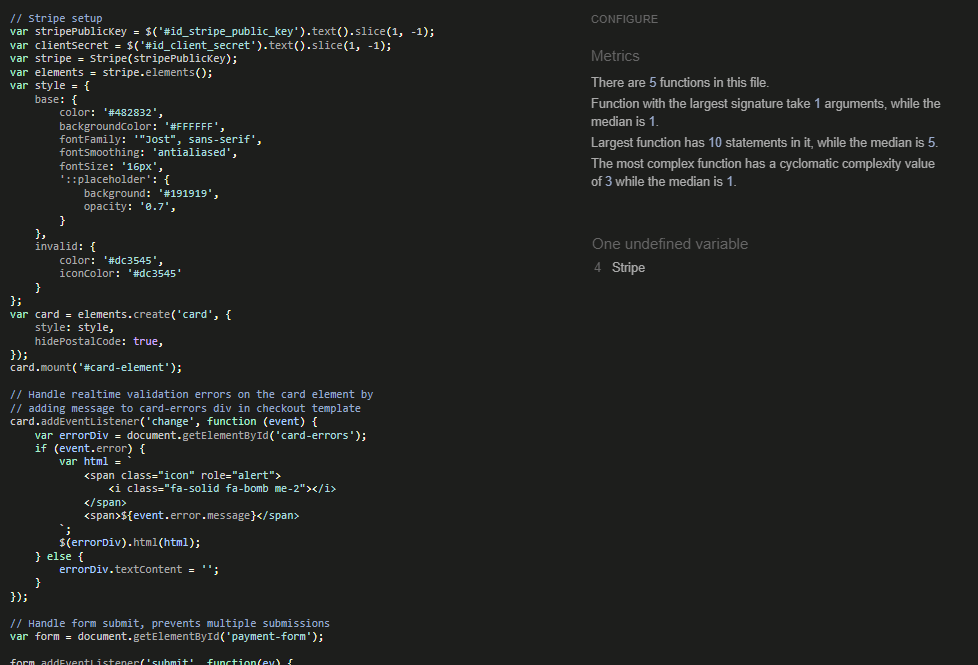 // Stripe setup
var stripePublicKey = $('#id_stripe_public_key').text().slice(1, -1);
var clientSecret = $('#id_client_secret').text().slice(1, -1);
var stripe = Stripe(stripePublicKey);
var elements = stripe.elements();
var style = {
    base: {
        color: '#482832',
        backgroundColor: '#FFFFFF',
        fontFamily: '"Jost", sans-serif',
        fontSmoothing: 'antialiased',
        fontSize: '16px',
        '::placeholder': {
            background: '#191919',
            opacity: '0.7',
        }
    },
    invalid: {
        color: '#dc3545',
        iconColor: '#dc3545'
    }
};
var card = elements.create('card', {
    style: style,
    hidePostalCode: true,
});
card.mount('#card-element');

// Handle realtime validation errors on the card element by
// adding message to card-errors div in checkout template
card.addEventListener('change', function (event) {
    var errorDiv = document.getElementById('card-errors');
    if (event.error) {
        var html = `
            <span class="icon" role="alert">
                <i class="fa-solid fa-bomb me-2"></i>
            </span>
            <span>${event.error.message}</span>
        `;
        $(errorDiv).html(html);
    } else {
        errorDiv.textContent = '';
    }
});

// Handle form submit, prevents multiple submissions
var form = document.getElementById('payment-form');

form.addEventListener('submit', function(ev) {
CONFIGURE
Metrics
There are 5 functions in this file.
Function with the largest signature take 1 arguments, while the
median is 1.
Largest function has 10 statements in it, while the median is 5.
The most complex function has a cyclomatic complexity value
of 3 while the median is 1.
One undefined variable
4 Stripe